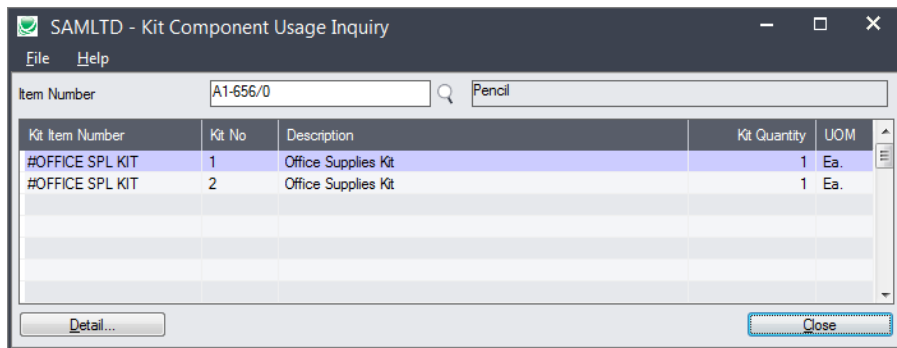 SAMLTD - Kit Component Usage Inquiry
File Help
Item Number A1-656/0 Pencil
Kit Item Number Kit No Description Kit Quantity UOM
#OFFICE SPL KIT 1 Office Supplies Kit 1 Ea.
#OFFICE SPL KIT 2 Office Supplies Kit 1 Ea.
Detail... Close